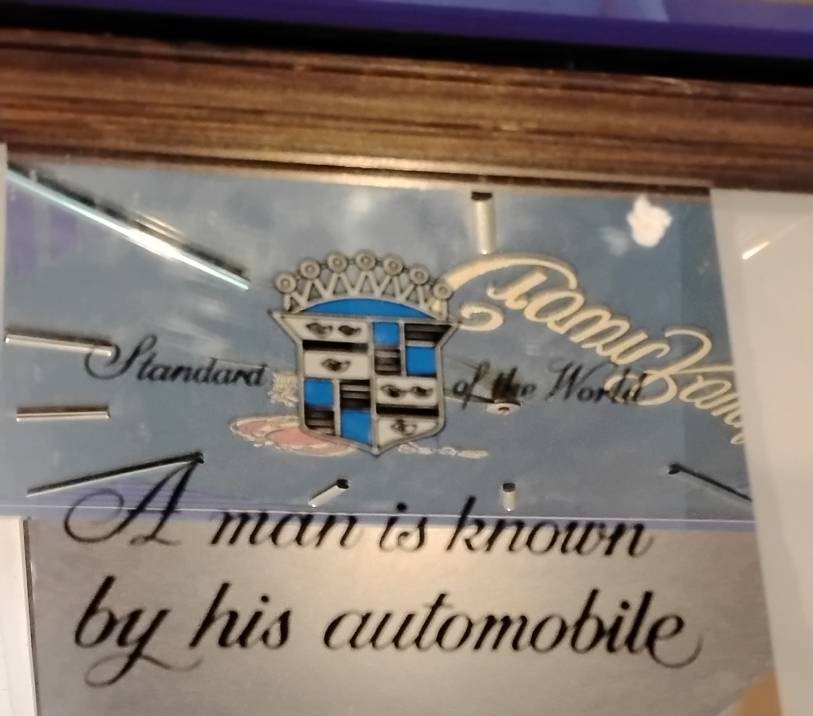 Standard of the World
A man is known
by his automobile